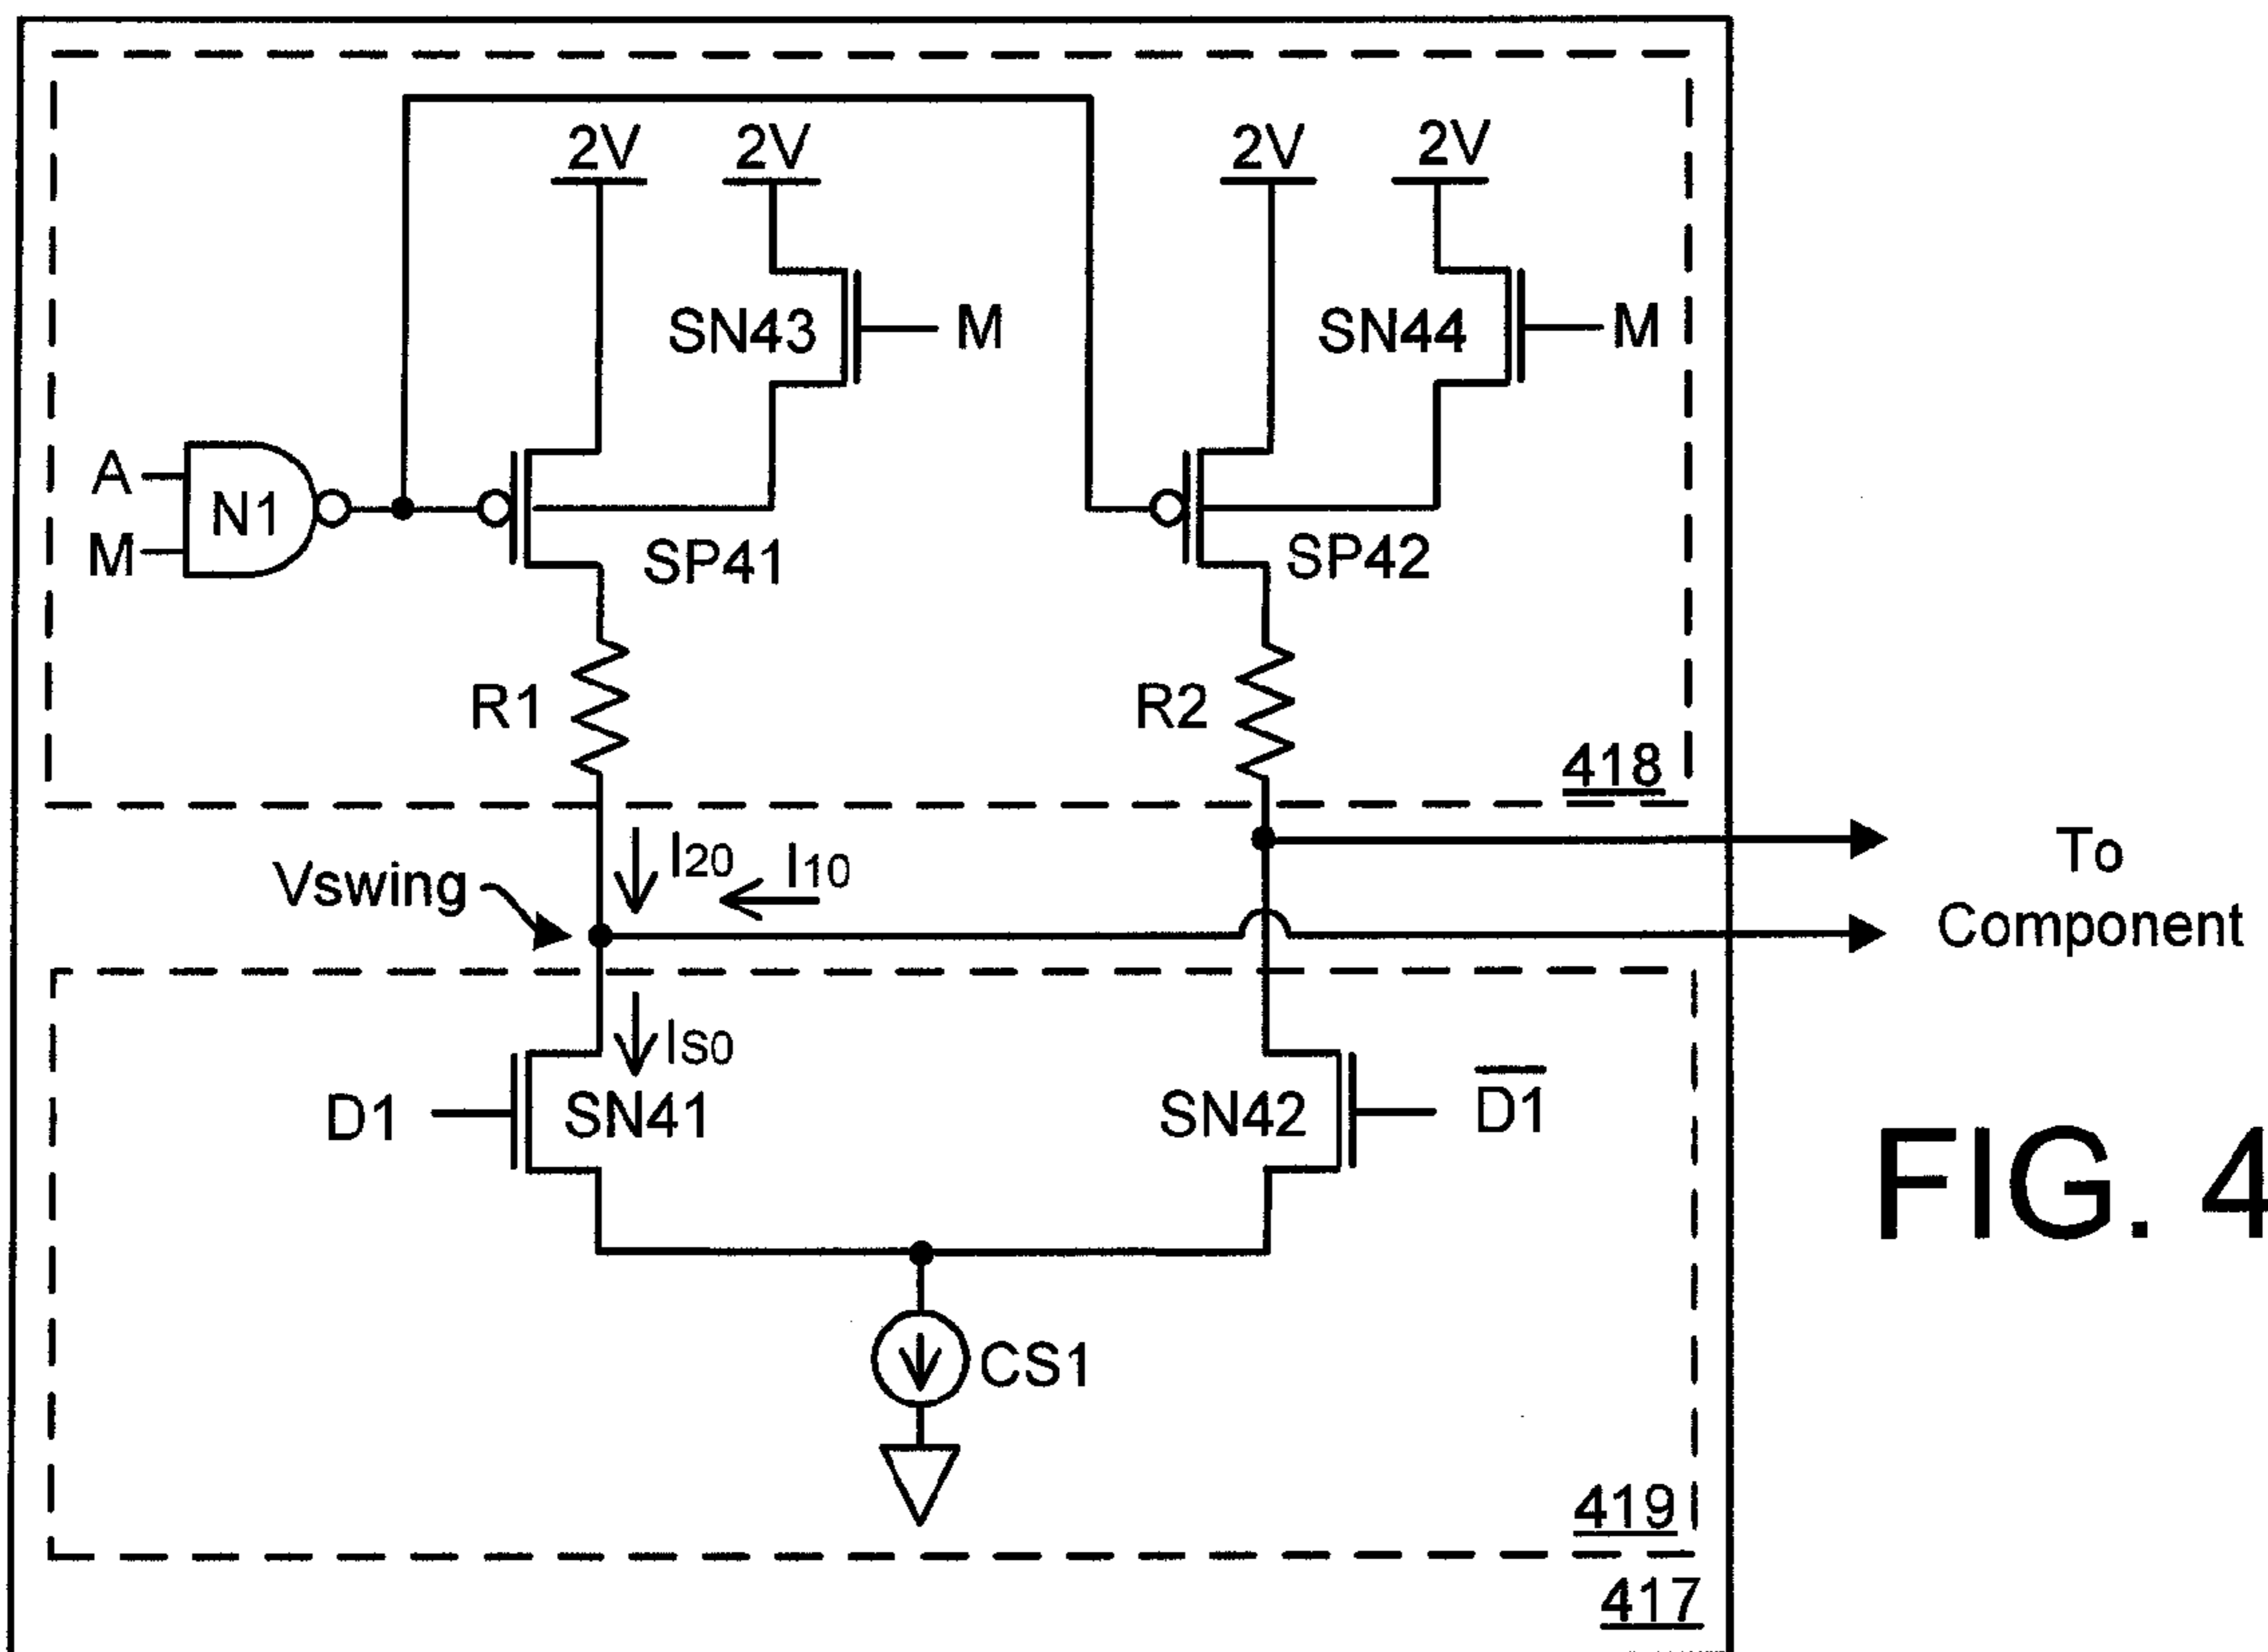 2V 2V 2V 2V
SN43 M SN44 M
A
N1
M
SP41 SP42
R1 R2
418
I20 I10
Vswing
To
Component
IS0
D1 SN41 SN42 D1
FIG. 4
CS1
419
417